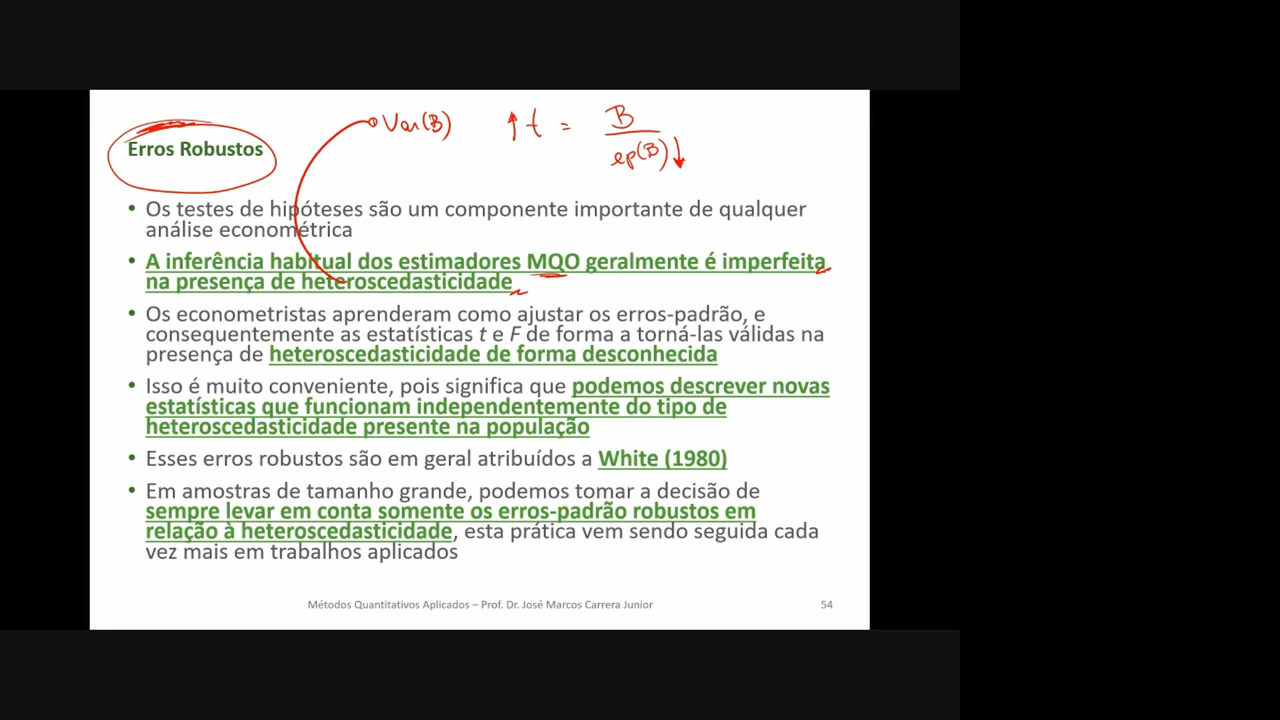 Var(B) ↑ t = B
ep(B) ↓
Erros Robustos
• Os testes de hipóteses são um componente importante de qualquer
análise econométrica
• A inferência habitual dos estimadores MQO geralmente é imperfeita
na presença de heteroscedasticidade
• Os econometristas aprenderam como ajustar os erros-padrão, e
consequentemente as estatísticas t e F de forma a torná-las válidas na
presença de heteroscedasticidade de forma desconhecida
• Isso é muito conveniente, pois significa que podemos descrever novas
estatísticas que funcionam independentemente do tipo de
heteroscedasticidade presente na população
• Esses erros robustos são em geral atribuídos a White (1980)
• Em amostras de tamanho grande, podemos tomar a decisão de
sempre levar em conta somente os erros-padrão robustos em
relação à heteroscedasticidade, esta prática vem sendo seguida cada
vez mais em trabalhos aplicados
Métodos Quantitativos Aplicados – Prof. Dr. José Marcos Carrera Junior 54